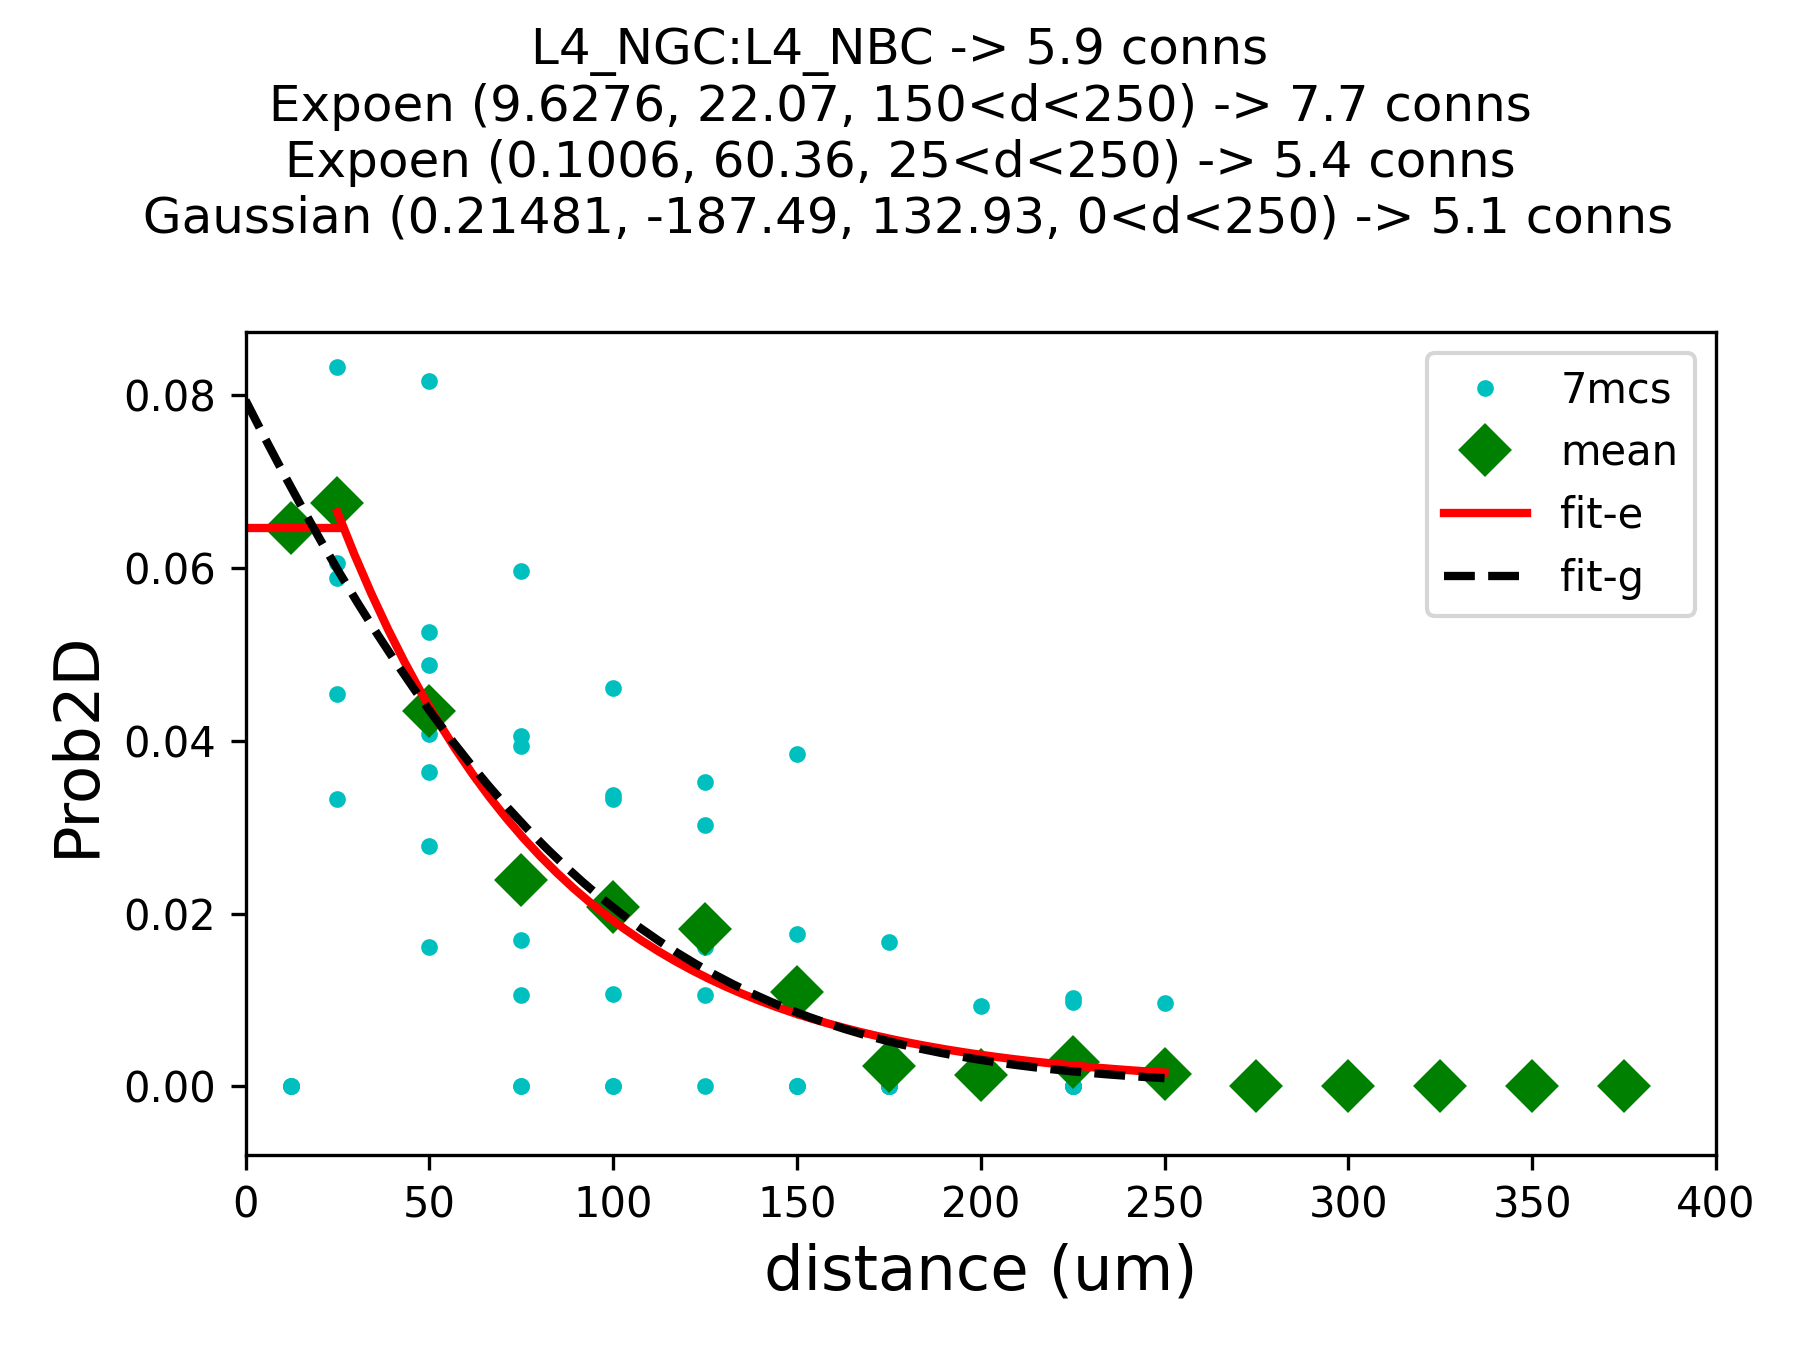 L4_NGC:L4_NBC -> 5.9 conns
Expoen (9.6276, 22.07, 150<d<250) -> 7.7 conns
Expoen (0.1006, 60.36, 25<d<250) -> 5.4 conns
Gaussian (0.21481, -187.49, 132.93, 0<d<250) -> 5.1 conns
7mcs
mean
fit-e
fit-g
Prob2D
0.08
0.06
0.04
0.02
0.00
0 50 100 150 200 250 300 350 400
distance (um)